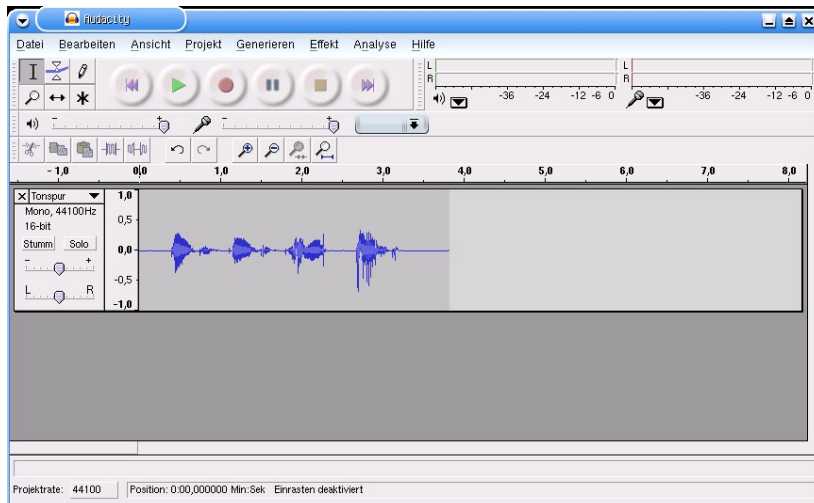 Audacity
Datei Bearbeiten Ansicht Projekt Generieren Effekt Analyse Hilfe
L
R
-36 -24 -12 -6 0
L
R
-36 -24 -12 -6 0
- 1,0 0,0 1,0 2,0 3,0 4,0 5,0 6,0 7,0 8,0
Tonspur
Mono, 44100Hz
16-bit
Stumm Solo
- +
L R
1,0
0,5
0,0
-0,5
-1,0
Projektrate: 44100 Position: 0:00,000000 Min:Sek Einrasten deaktiviert